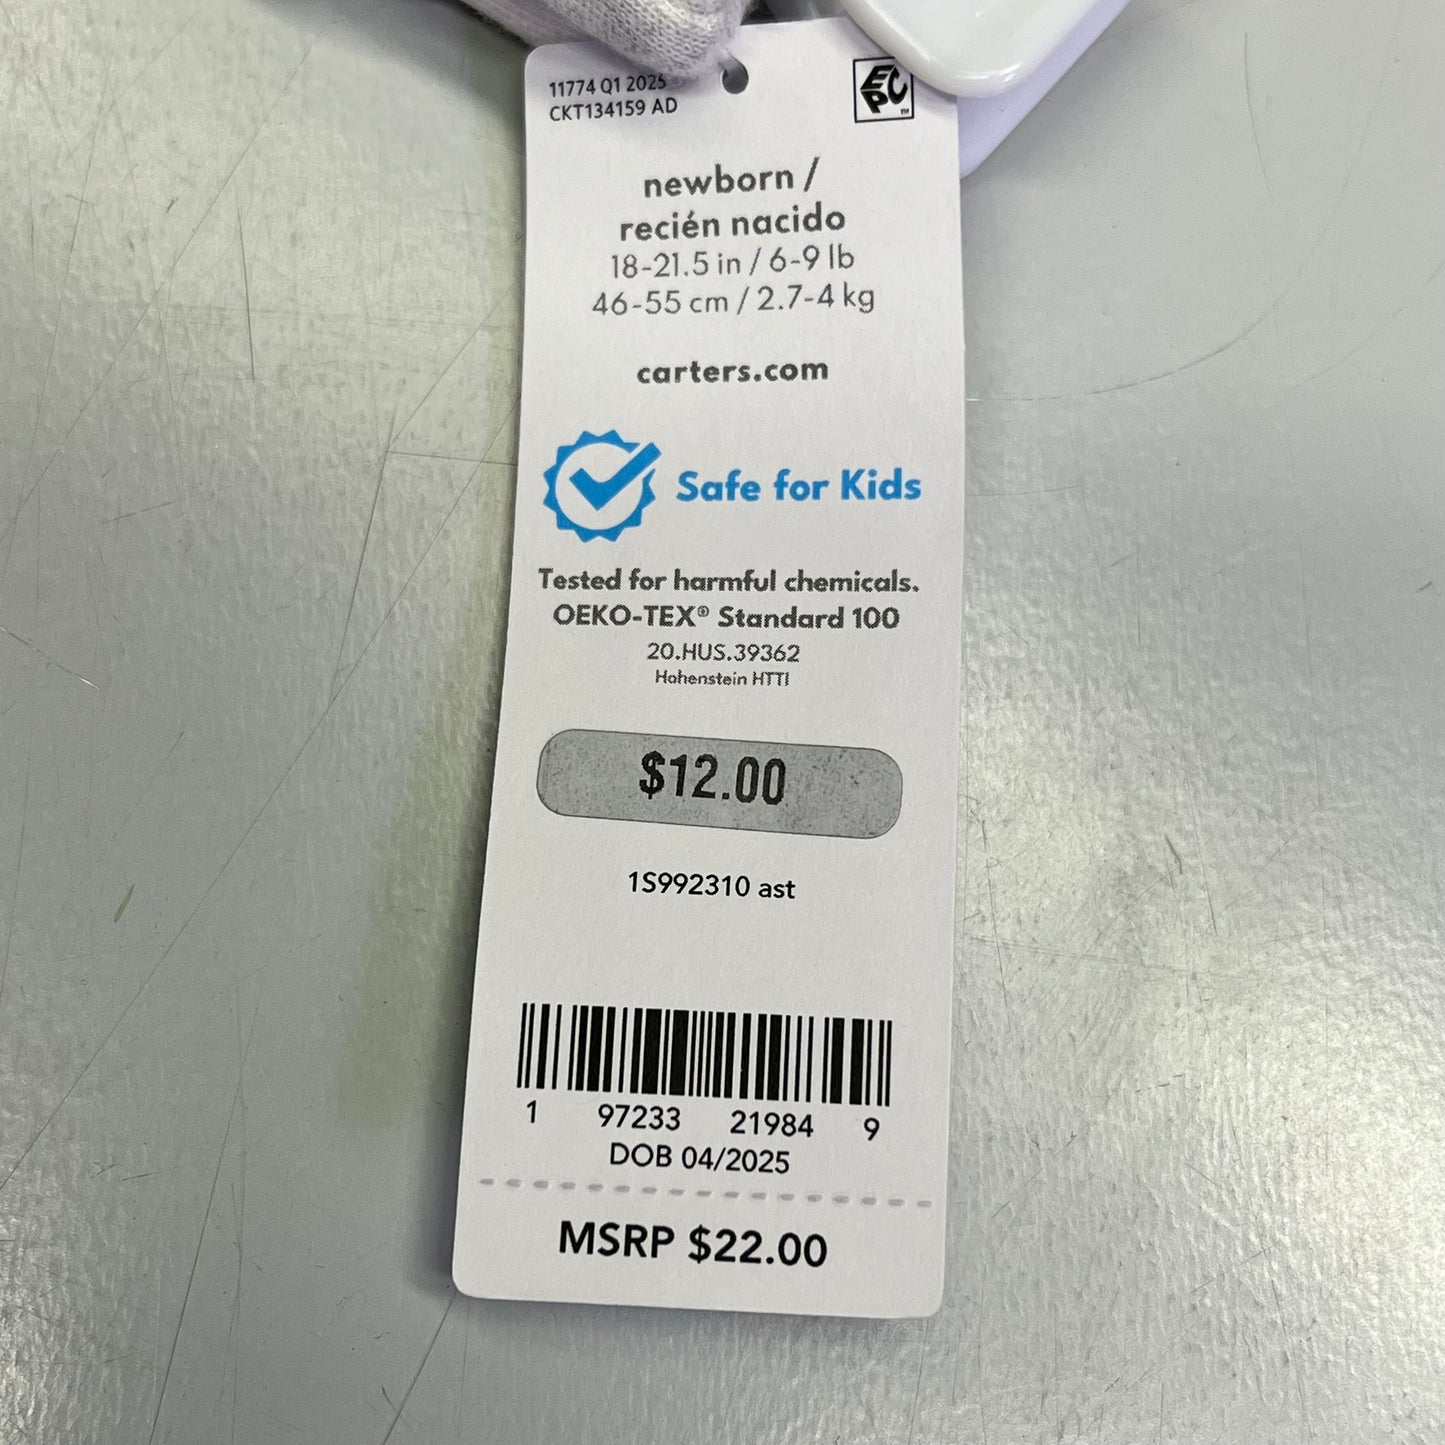 11774 Q1 2025
CKT134159 AD
EPC
TM
newborn /
recién nacido
18-21.5 in / 6-9 lb
46-55 cm / 2.7-4 kg
carters.com
Safe for Kids
Tested for harmful chemicals.
OEKO-TEX® Standard 100
20.HUS.39362
Hohenstein HTTI
$12.00
1S992310 ast
1 97233 21984 9
DOB 04/2025
MSRP $22.00